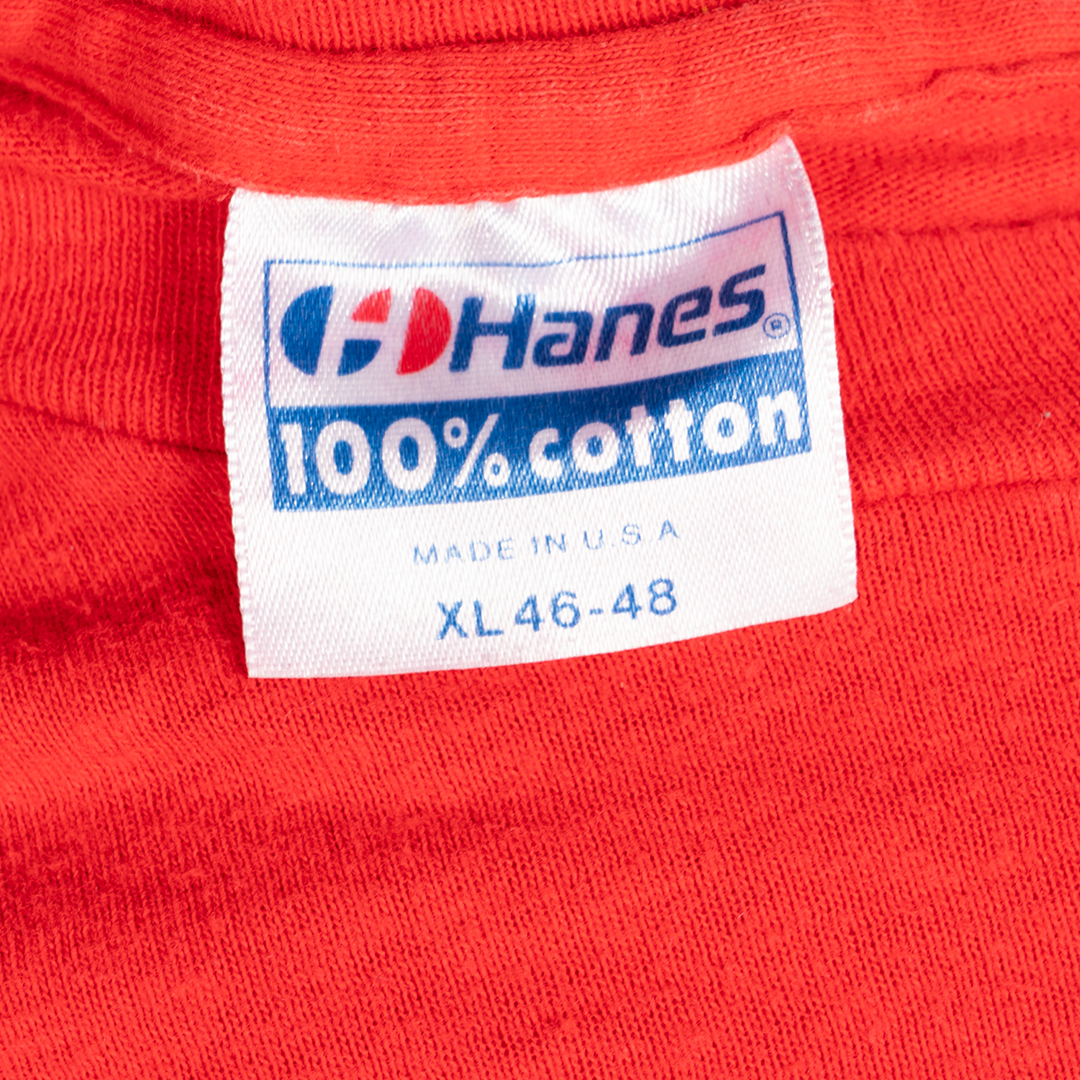 Hanes®
100% cotton
MADE IN U.S.A
XL 46-48